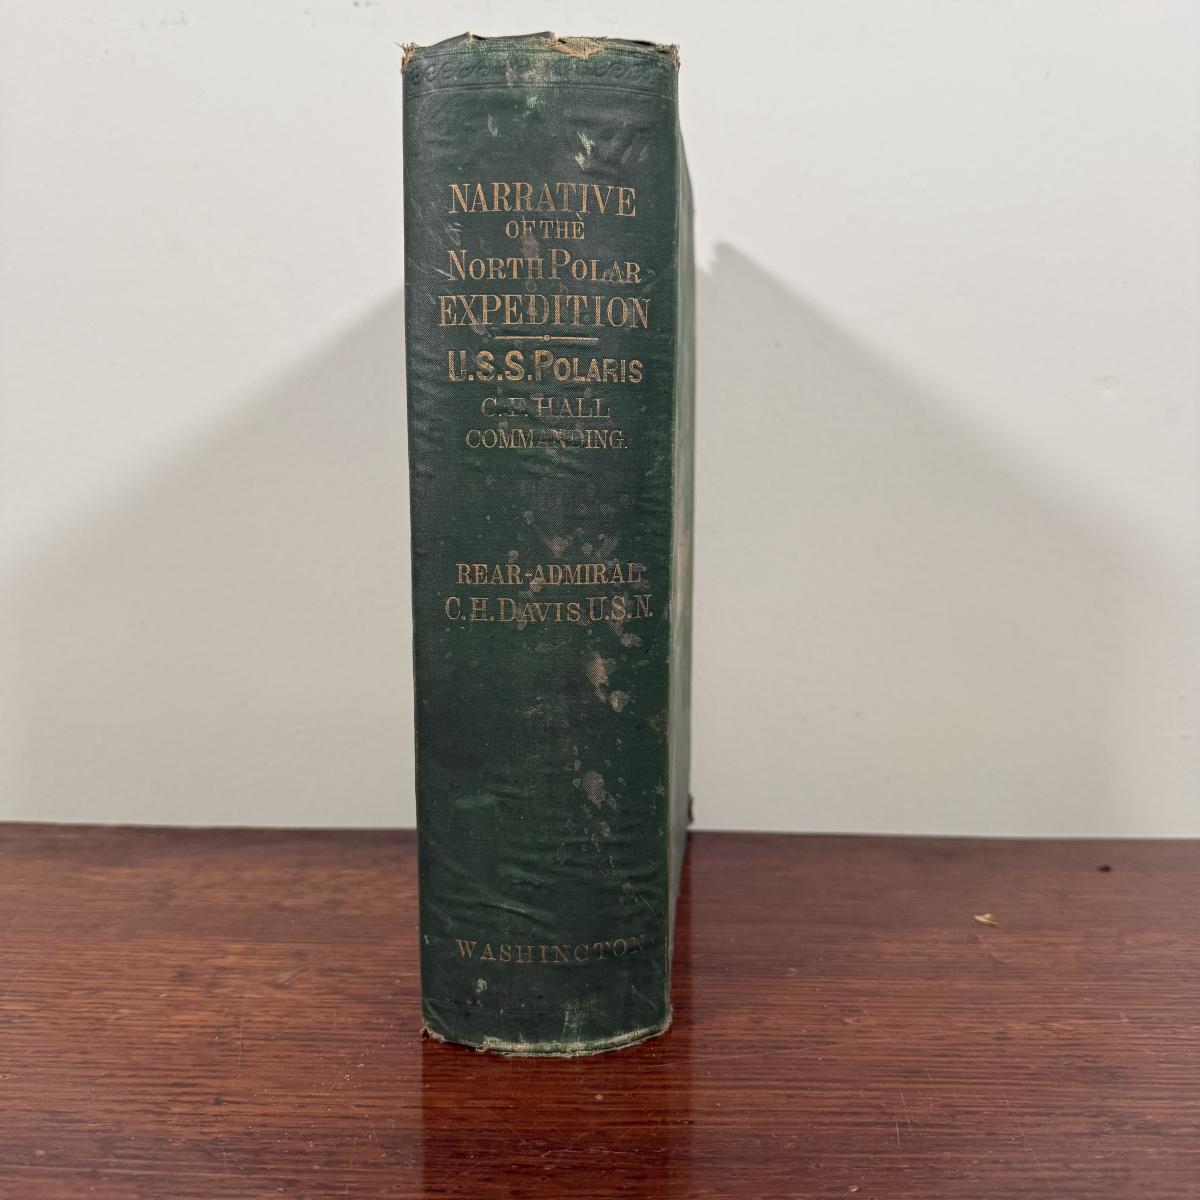 NARRATIVE
OF THE
NORTH POLAR
EXPEDITION
U.S.S. POLARIS
C. F. HALL
COMMANDING.
REAR-ADMIRAL
C. H. DAVIS U.S.N.
WASHINGTON